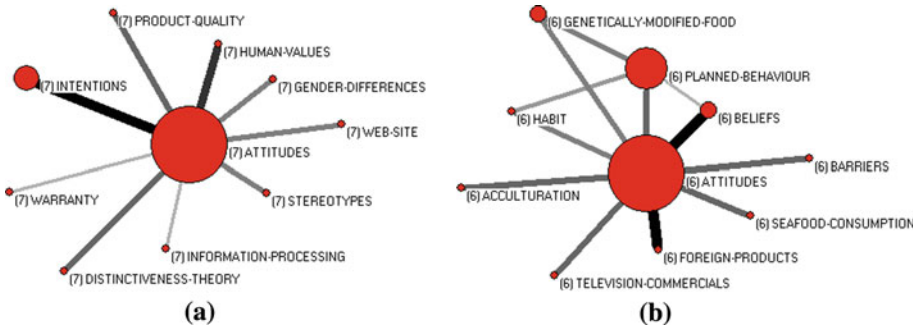 (7) PRODUCT-QUALITY
(7) HUMAN-VALUES
(7) INTENTIONS
(7) GENDER-DIFFERENCES
(7) WEB-SITE
(7) ATTITUDES
(7) WARRANTY
(7) STEREOTYPES
(7) INFORMATION-PROCESSING
(7) DISTINCTIVENESS-THEORY
(a)
(6) GENETICALLY-MODIFIED-FOOD
(6) PLANNED-BEHAVIOUR
(6) HABIT
(6) BELIEFS
(6) BARRIERS
(6) ATTITUDES
(6) ACCULTURATION
(6) SEAFOOD-CONSUMPTION
(6) FOREIGN-PRODUCTS
(6) TELEVISION-COMMERCIALS
(b)